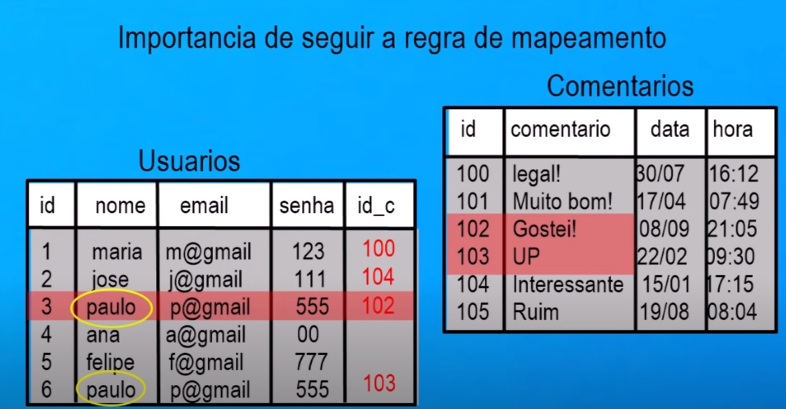 Importancia de seguir a regra de mapeamento
Comentarios
id comentario data hora
100 legal! 30/07 16:12
101 Muito bom! 17/04 07:49
102 Gostei! 08/09 21:05
103 UP 22/02 09:30
104 Interessante 15/01 17:15
105 Ruim 19/08 08:04
Usuarios
id nome email senha id_c
1 maria m@gmail 123 100
2 jose j@gmail 111 104
3 paulo p@gmail 555 102
4 ana a@gmail 00
5 felipe f@gmail 777
6 paulo p@gmail 555 103